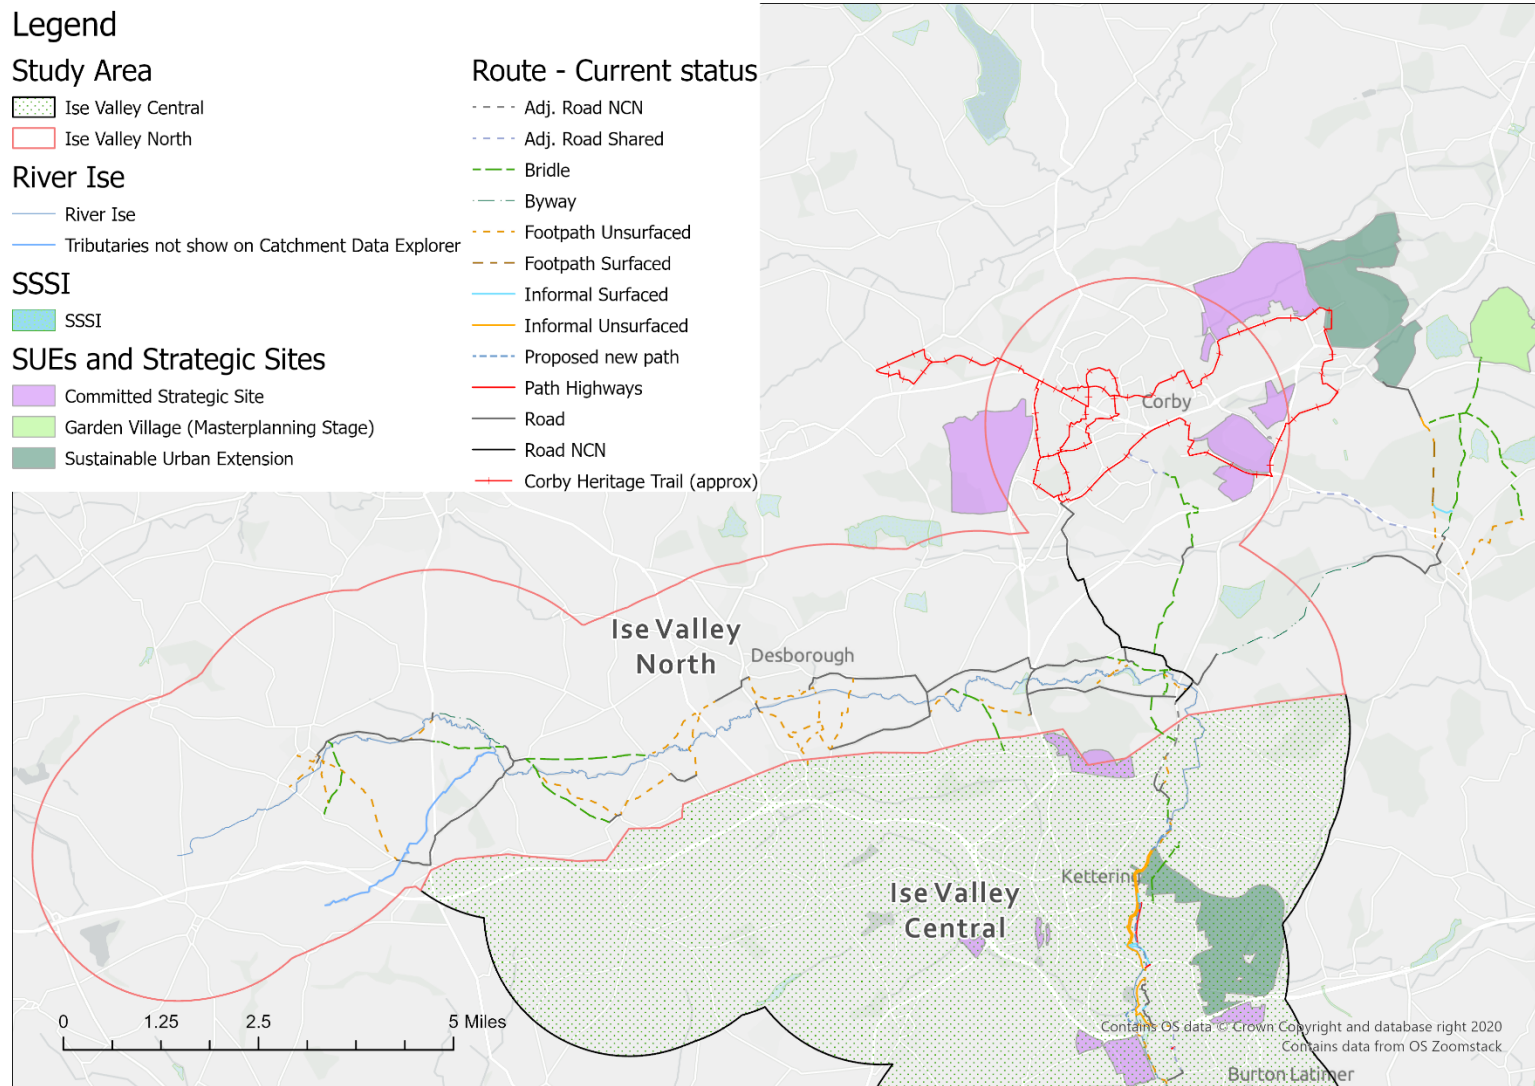 Legend
Study Area
Ise Valley Central
Ise Valley North
River Ise
River Ise
Tributaries not show on Catchment Data Explorer
SSSI
SSSI
SUEs and Strategic Sites
Committed Strategic Site
Garden Village (Masterplanning Stage)
Sustainable Urban Extension
Route - Current status
Adj. Road NCN
Adj. Road Shared
Bridle
Byway
Footpath Unsurfaced
Footpath Surfaced
Informal Surfaced
Informal Unsurfaced
Proposed new path
Path Highways
Road
Road NCN
Corby Heritage Trail (approx)
Corby
Ise Valley
North
Desborough
Kettering
Ise Valley
Central
0 1.25 2.5 5 Miles
Contains OS data © Crown Copyright and database right 2020
Contains data from OS Zoomstack
Burton Latimer